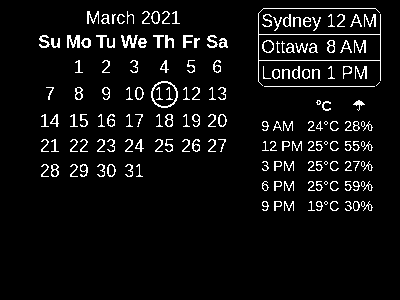 March 2021
Su Mo Tu We Th Fr Sa
1 2 3 4 5 6
7 8 9 10 11 12 13
14 15 16 17 18 19 20
21 22 23 24 25 26 27
28 29 30 31
Sydney 12 AM
Ottawa 8 AM
London 1 PM
°C ☂
9 AM 24°C 28%
12 PM 25°C 55%
3 PM 25°C 27%
6 PM 25°C 59%
9 PM 19°C 30%